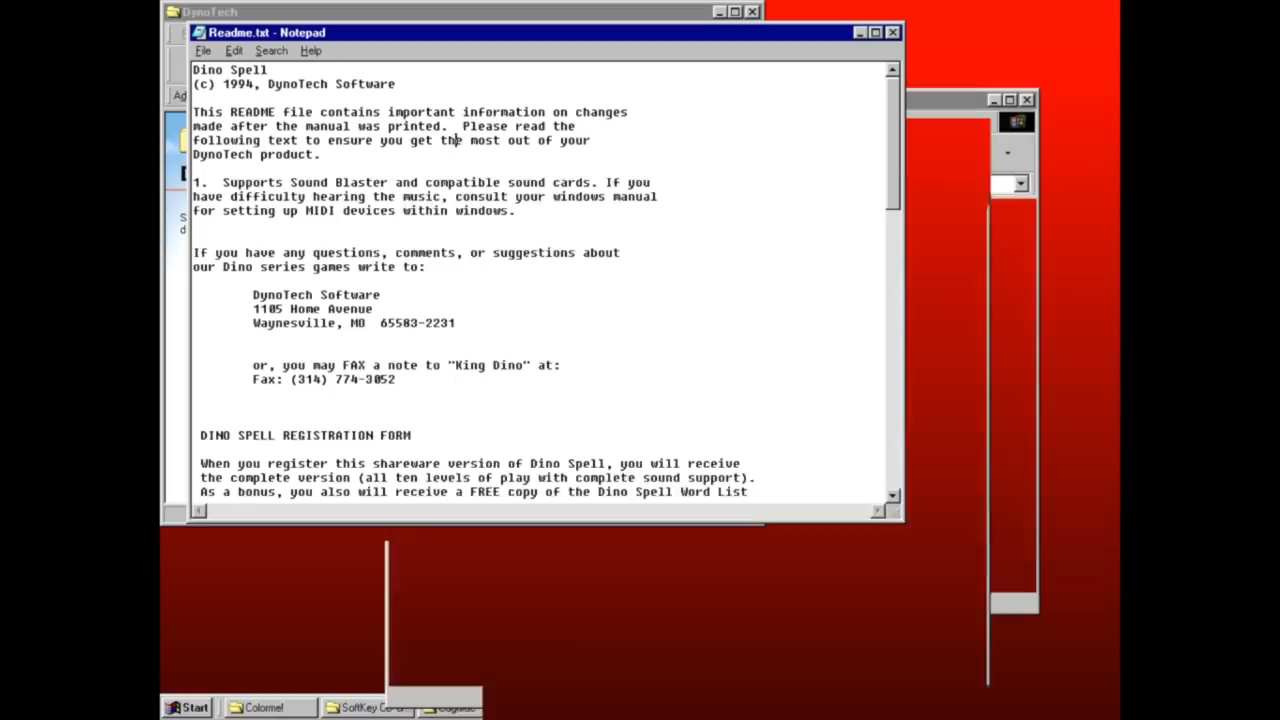 DynoTech
Readme.txt - Notepad
File Edit Search Help
Dino Spell
(c) 1994, DynoTech Software
This README file contains important information on changes
made after the manual was printed. Please read the
following text to ensure you get the most out of your
DynoTech product.
1. Supports Sound Blaster and compatible sound cards. If you
have difficulty hearing the music, consult your windows manual
for setting up MIDI devices within windows.
If you have any questions, comments, or suggestions about
our Dino series games write to:
DynoTech Software
1105 Home Avenue
Waynesville, MO 65583-2231
or, you may FAX a note to "King Dino" at:
Fax: (314) 774-3052
DINO SPELL REGISTRATION FORM
When you register this shareware version of Dino Spell, you will receive
the complete version (all ten levels of play with complete sound support).
As a bonus, you also will receive a FREE copy of the Dino Spell Word List
Start Colormel SoftKey